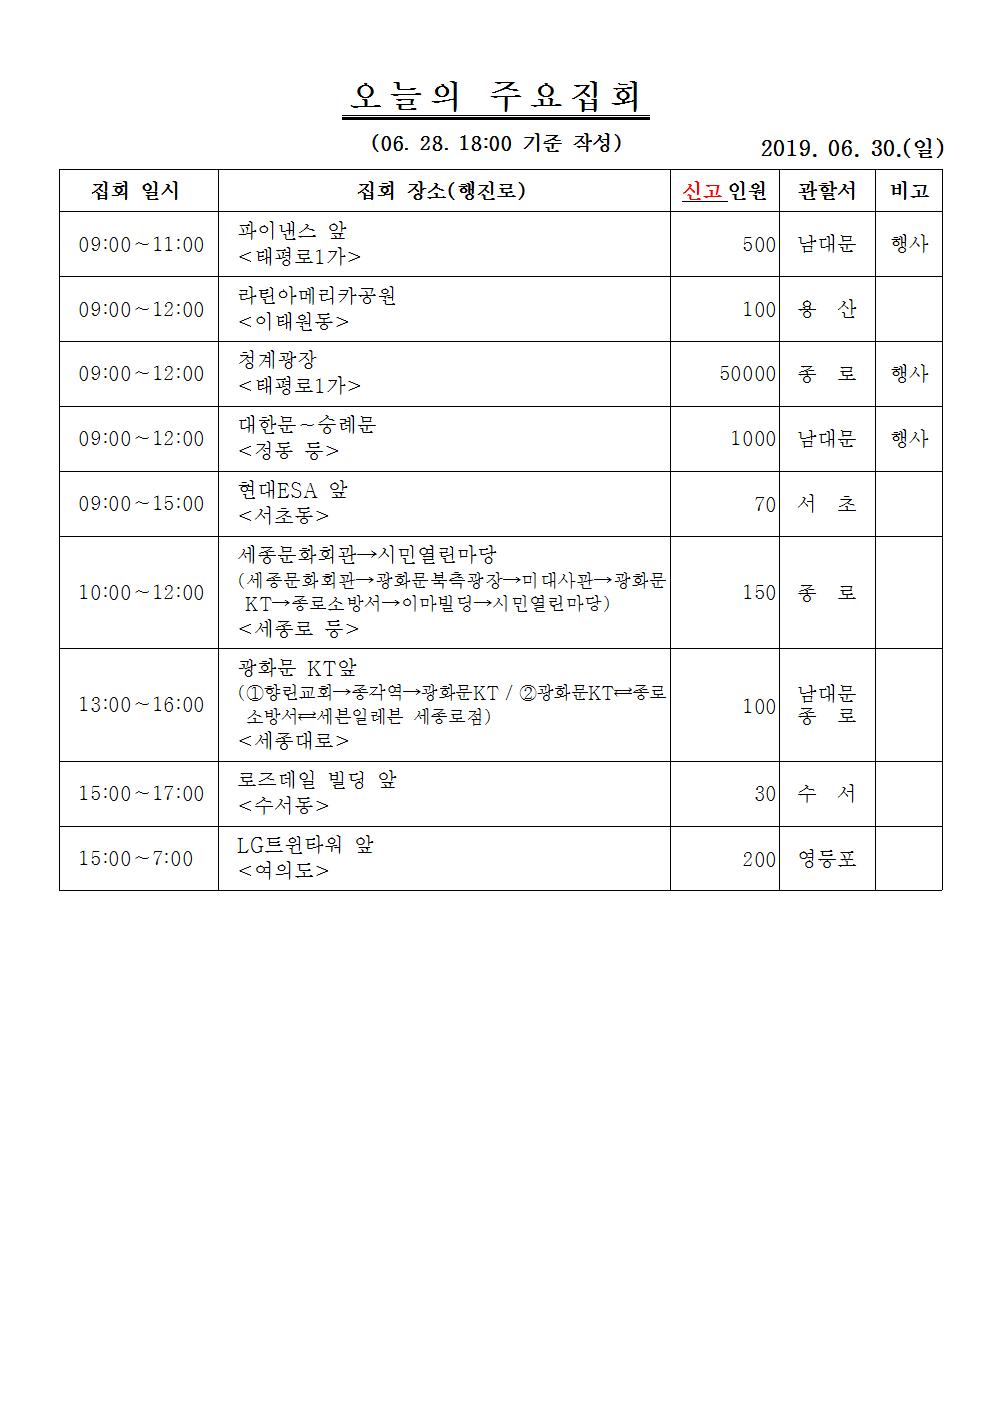 오늘의 주요집회
(06. 28. 18:00 기준 작성)
2019. 06. 30.(일)
집회 일시 집회 장소(행진로) 신고인원 관할서 비고
09:00~11:00 파이낸스 앞 500 남대문 행사
<태평로1가>
09:00~12:00 라틴아메리카공원 100 용 산
<이태원동>
09:00~12:00 청계광장 50000 종 로 행사
<태평로1가>
09:00~12:00 대한문~숭례문 1000 남대문 행사
<정동 등>
09:00~15:00 현대ESA 앞 70 서 초
<서초동>
10:00~12:00 세종문화회관→시민열린마당 150 종 로
(세종문화회관→광화문북측광장→미대사관→광화문
KT→종로소방서→이마빌딩→시민열린마당)
<세종로 등>
13:00~16:00 광화문 KT앞 100 남대문
종 로
(①향린교회→종각역→광화문KT / ②광화문KT⇄종로
소방서⇄세븐일레븐 세종로점)
<세종대로>
15:00~17:00 로즈데일 빌딩 앞 30 수 서
<수서동>
15:00~7:00 LG트윈타워 앞 200 영등포
<여의도>